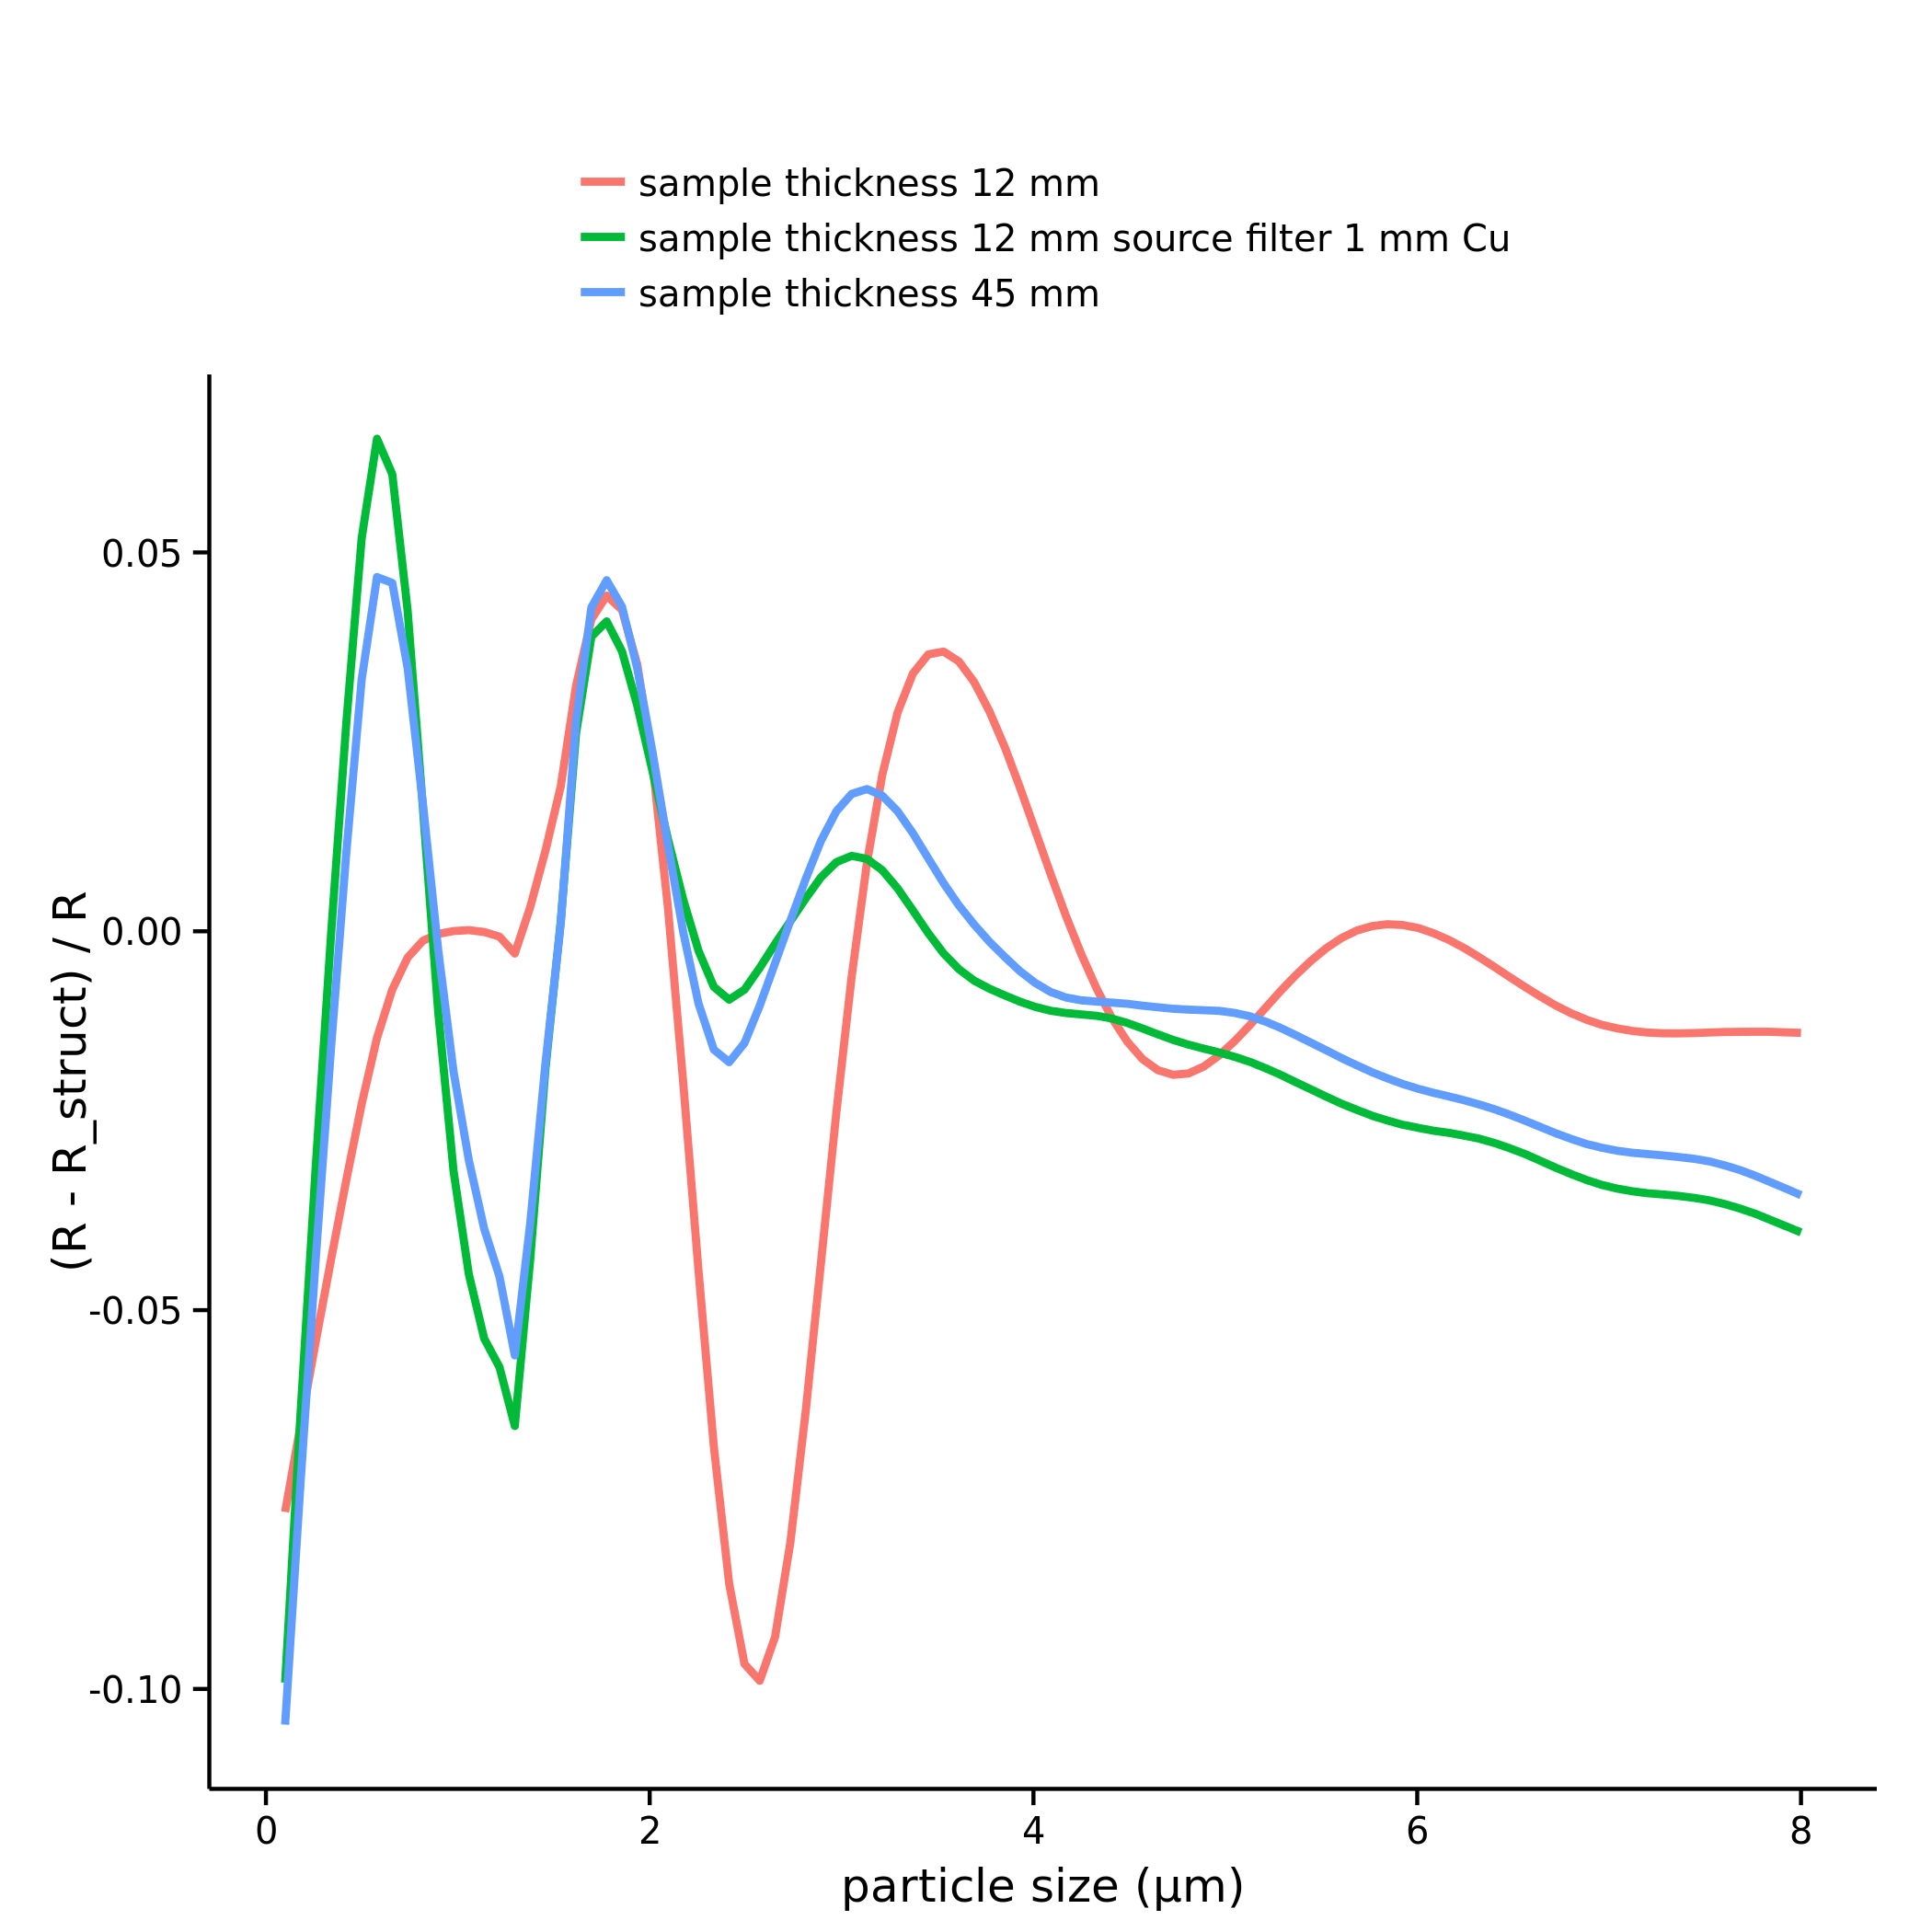 sample thickness 12 mm
sample thickness 12 mm source filter 1 mm Cu
sample thickness 45 mm
(R - R_struct) / R
0.05
0.00
-0.05
-0.10
0 2 4 6 8
particle size (μm)